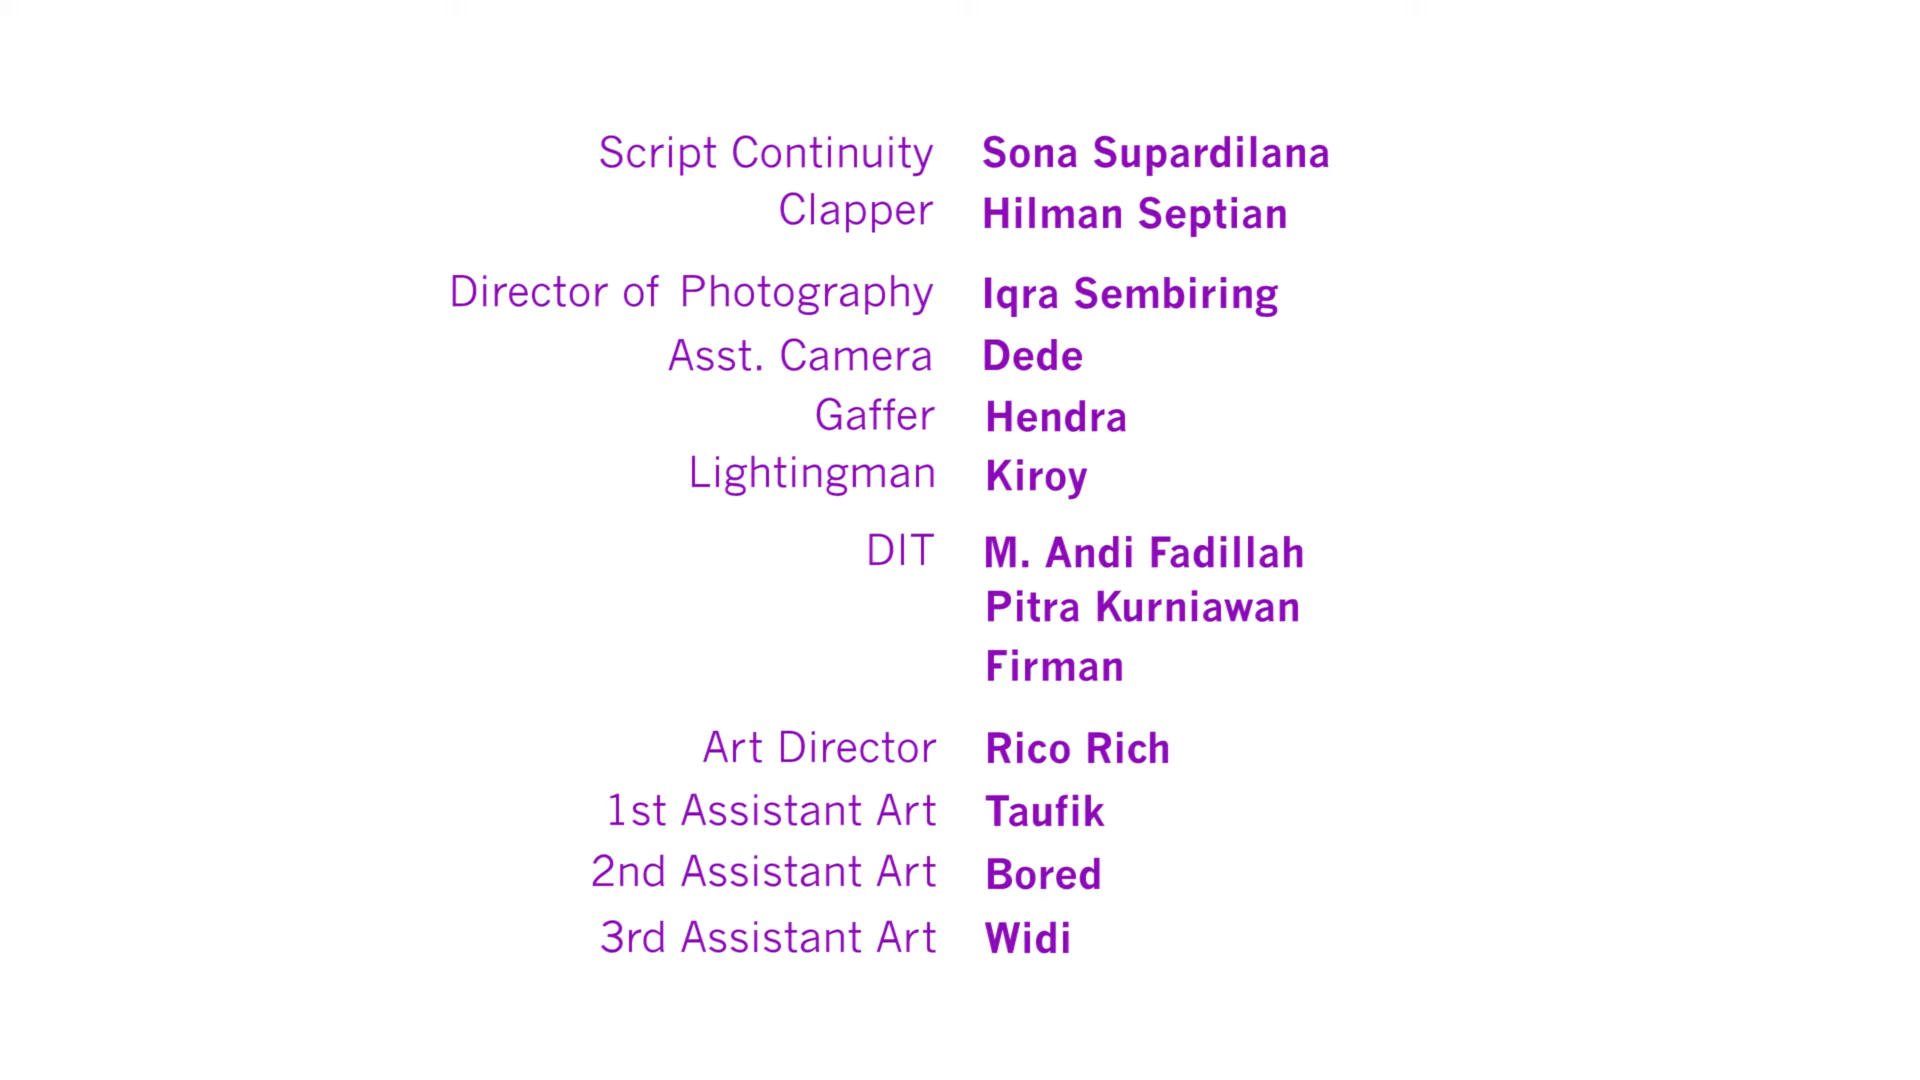 Script Continuity Sona Supardilana
Clapper Hilman Septian
Director of Photography Iqra Sembiring
Asst. Camera Dede
Gaffer Hendra
Lightingman Kiroy
DIT M. Andi Fadillah
Pitra Kurniawan
Firman
Art Director Rico Rich
1st Assistant Art Taufik
2nd Assistant Art Bored
3rd Assistant Art Widi